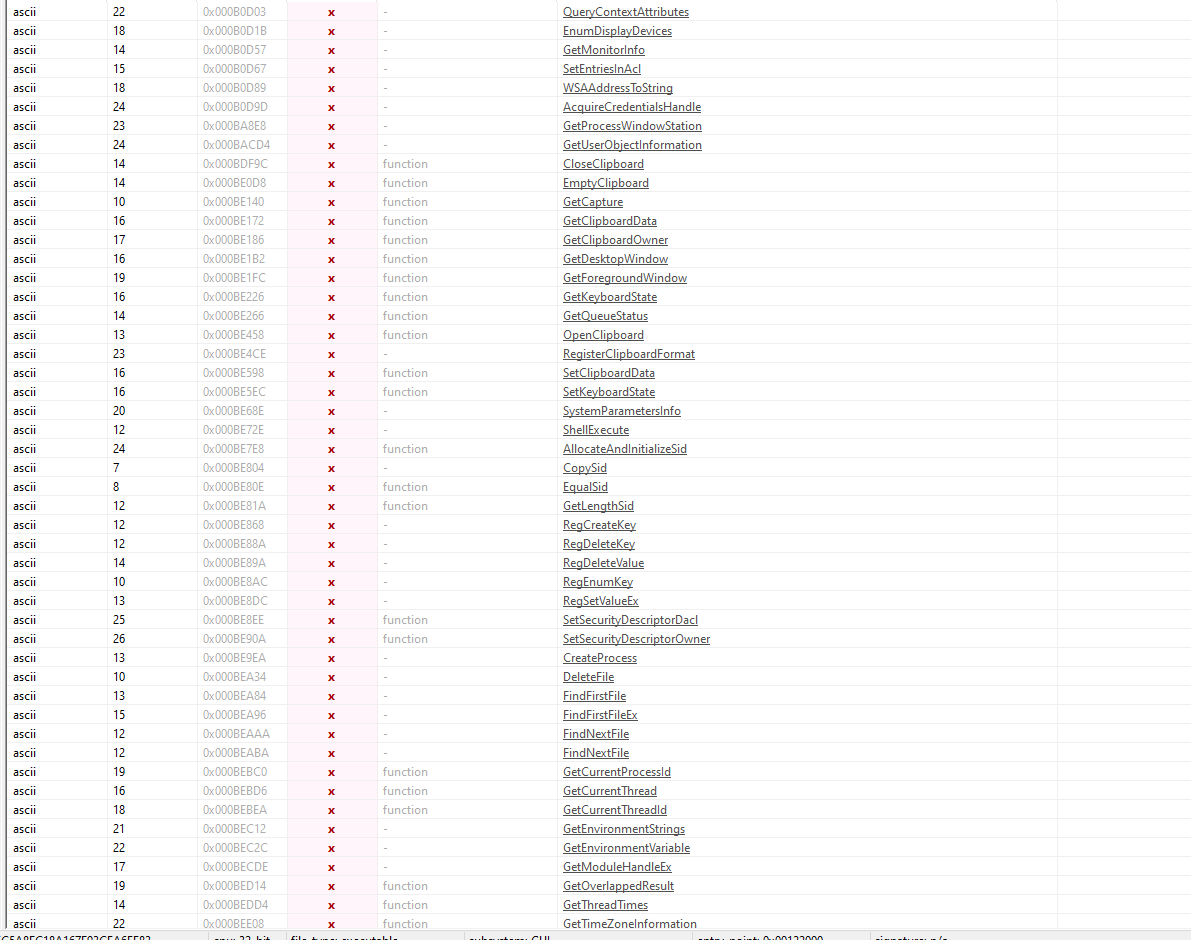 ascii 22 0x000B0D03 x - QueryContextAttributes
ascii 18 0x000B0D1B x - EnumDisplayDevices
ascii 14 0x000B0D57 x - GetMonitorInfo
ascii 15 0x000B0D67 x - SetEntriesInAcl
ascii 18 0x000B0D89 x - WSAAddressToString
ascii 24 0x000B0D9D x - AcquireCredentialsHandle
ascii 23 0x000BA8E8 x - GetProcessWindowStation
ascii 24 0x000BACD4 x - GetUserObjectInformation
ascii 14 0x000BDF9C x function CloseClipboard
ascii 14 0x000BE0D8 x function EmptyClipboard
ascii 10 0x000BE140 x function GetCapture
ascii 16 0x000BE172 x function GetClipboardData
ascii 17 0x000BE186 x function GetClipboardOwner
ascii 16 0x000BE1B2 x function GetDesktopWindow
ascii 19 0x000BE1FC x function GetForegroundWindow
ascii 16 0x000BE226 x function GetKeyboardState
ascii 14 0x000BE266 x function GetQueueStatus
ascii 13 0x000BE458 x function OpenClipboard
ascii 23 0x000BE4CE x - RegisterClipboardFormat
ascii 16 0x000BE598 x function SetClipboardData
ascii 16 0x000BE5EC x function SetKeyboardState
ascii 20 0x000BE68E x - SystemParametersInfo
ascii 12 0x000BE72E x - ShellExecute
ascii 24 0x000BE7E8 x function AllocateAndInitializeSid
ascii 7 0x000BE804 x - CopySid
ascii 8 0x000BE80E x function EqualSid
ascii 12 0x000BE81A x function GetLengthSid
ascii 12 0x000BE868 x - RegCreateKey
ascii 12 0x000BE88A x - RegDeleteKey
ascii 14 0x000BE89A x - RegDeleteValue
ascii 10 0x000BE8AC x - RegEnumKey
ascii 13 0x000BE8DC x - RegSetValueEx
ascii 25 0x000BE8EE x function SetSecurityDescriptorDacl
ascii 26 0x000BE90A x function SetSecurityDescriptorOwner
ascii 13 0x000BE9EA x - CreateProcess
ascii 10 0x000BEA34 x - DeleteFile
ascii 13 0x000BEA84 x - FindFirstFile
ascii 15 0x000BEA96 x - FindFirstFileEx
ascii 12 0x000BEAAA x - FindNextFile
ascii 12 0x000BEABA x - FindNextFile
ascii 19 0x000BEBC0 x function GetCurrentProcessId
ascii 16 0x000BEBD6 x function GetCurrentThread
ascii 18 0x000BEBEA x function GetCurrentThreadId
ascii 21 0x000BEC12 x - GetEnvironmentStrings
ascii 22 0x000BEC2C x - GetEnvironmentVariable
ascii 17 0x000BECDE x - GetModuleHandleEx
ascii 19 0x000BED14 x function GetOverlappedResult
ascii 14 0x000BEDD4 x function GetThreadTimes
ascii 22 0x000BEE08 x function GetTimeZoneInformation